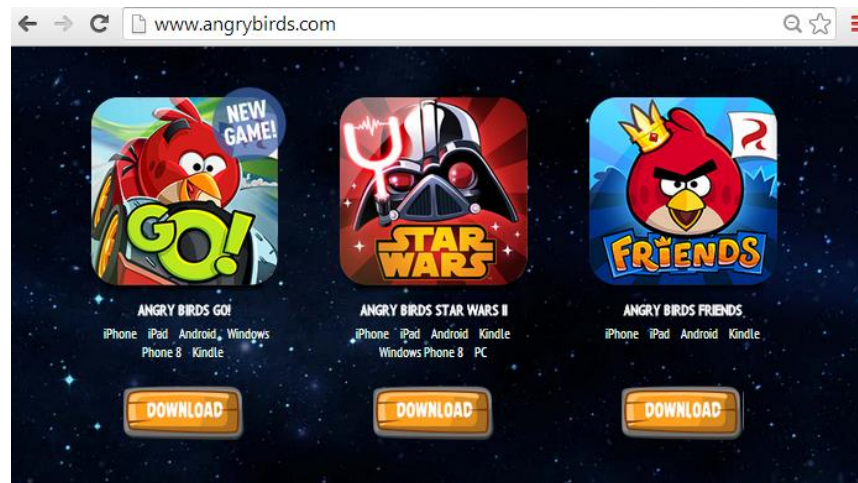 www.angrybirds.com
NEW
GAME!
GO!
STAR
WARS
FRIENDS
ANGRY BIRDS GO!
iPhone iPad Android Windows
Phone 8 Kindle
DOWNLOAD
ANGRY BIRDS STAR WARS II
iPhone iPad Android Kindle
Windows Phone 8 PC
DOWNLOAD
ANGRY BIRDS FRIENDS
iPhone iPad Android Kindle
DOWNLOAD